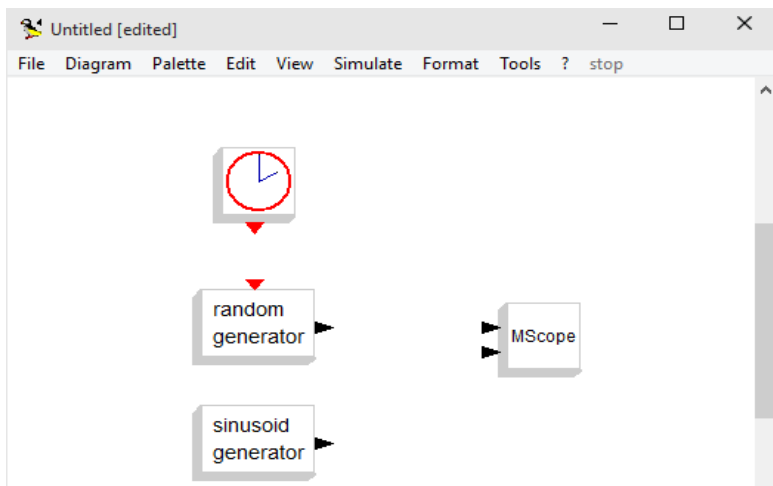 Untitled [edited]
File Diagram Palette Edit View Simulate Format Tools ? stop
random
generator
MScope
sinusoid
generator